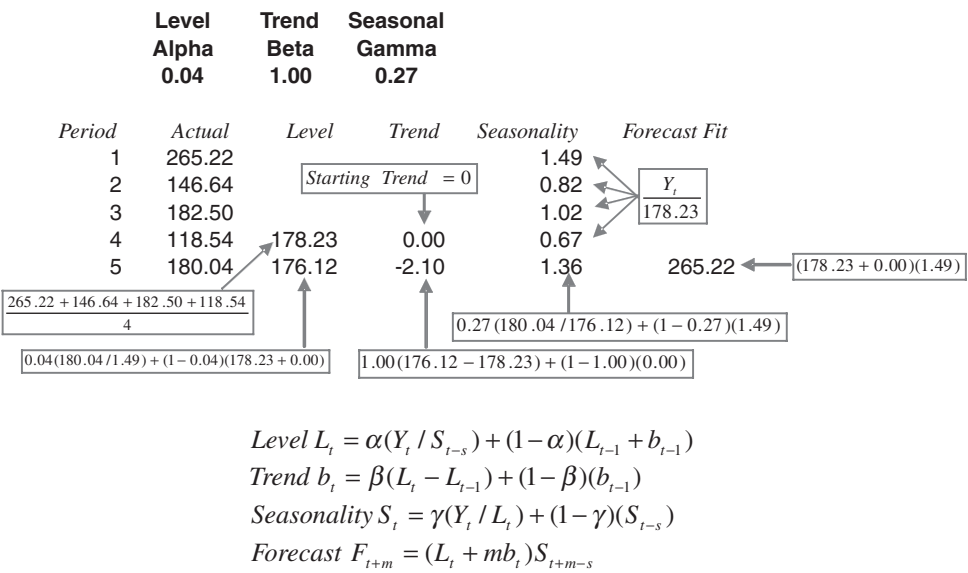 Level Trend Seasonal
Alpha Beta Gamma
0.04 1.00 0.27
Period Actual Level Trend Seasonality Forecast Fit
1 265.22 1.49
2 146.64 Starting Trend = 0 0.82 Y_t / 178.23
3 182.50 1.02
4 118.54 178.23 0.00 0.67
5 180.04 176.12 -2.10 1.36 265.22 (178.23 + 0.00)(1.49)
265.22 + 146.64 + 182.50 + 118.54
4
0.27(180.04 / 176.12) + (1 − 0.27)(1.49)
0.04(180.04 / 1.49) + (1 − 0.04)(178.23 + 0.00) 1.00(176.12 − 178.23) + (1 − 1.00)(0.00)
Level L_t = α(Y_t / S_{t−s}) + (1 − α)(L_{t−1} + b_{t−1})
Trend b_t = β(L_t − L_{t−1}) + (1 − β)(b_{t−1})
Seasonality S_t = γ(Y_t / L_t) + (1 − γ)(S_{t−s})
Forecast F_{t+m} = (L_t + mb_t)S_{t+m−s}